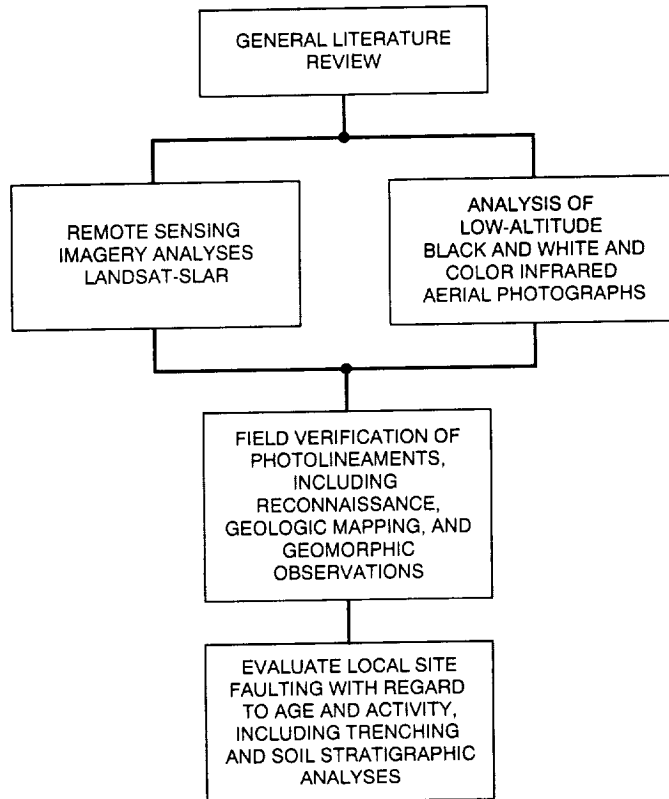 GENERAL LITERATURE
REVIEW
REMOTE SENSING
IMAGERY ANALYSES
LANDSAT-SLAR
ANALYSIS OF
LOW-ALTITUDE
BLACK AND WHITE AND
COLOR INFRARED
AERIAL PHOTOGRAPHS
FIELD VERIFICATION OF
PHOTOLINEAMENTS,
INCLUDING
RECONNAISSANCE,
GEOLOGIC MAPPING, AND
GEOMORPHIC
OBSERVATIONS
EVALUATE LOCAL SITE
FAULTING WITH REGARD
TO AGE AND ACTIVITY,
INCLUDING TRENCHING
AND SOIL STRATIGRAPHIC
ANALYSES